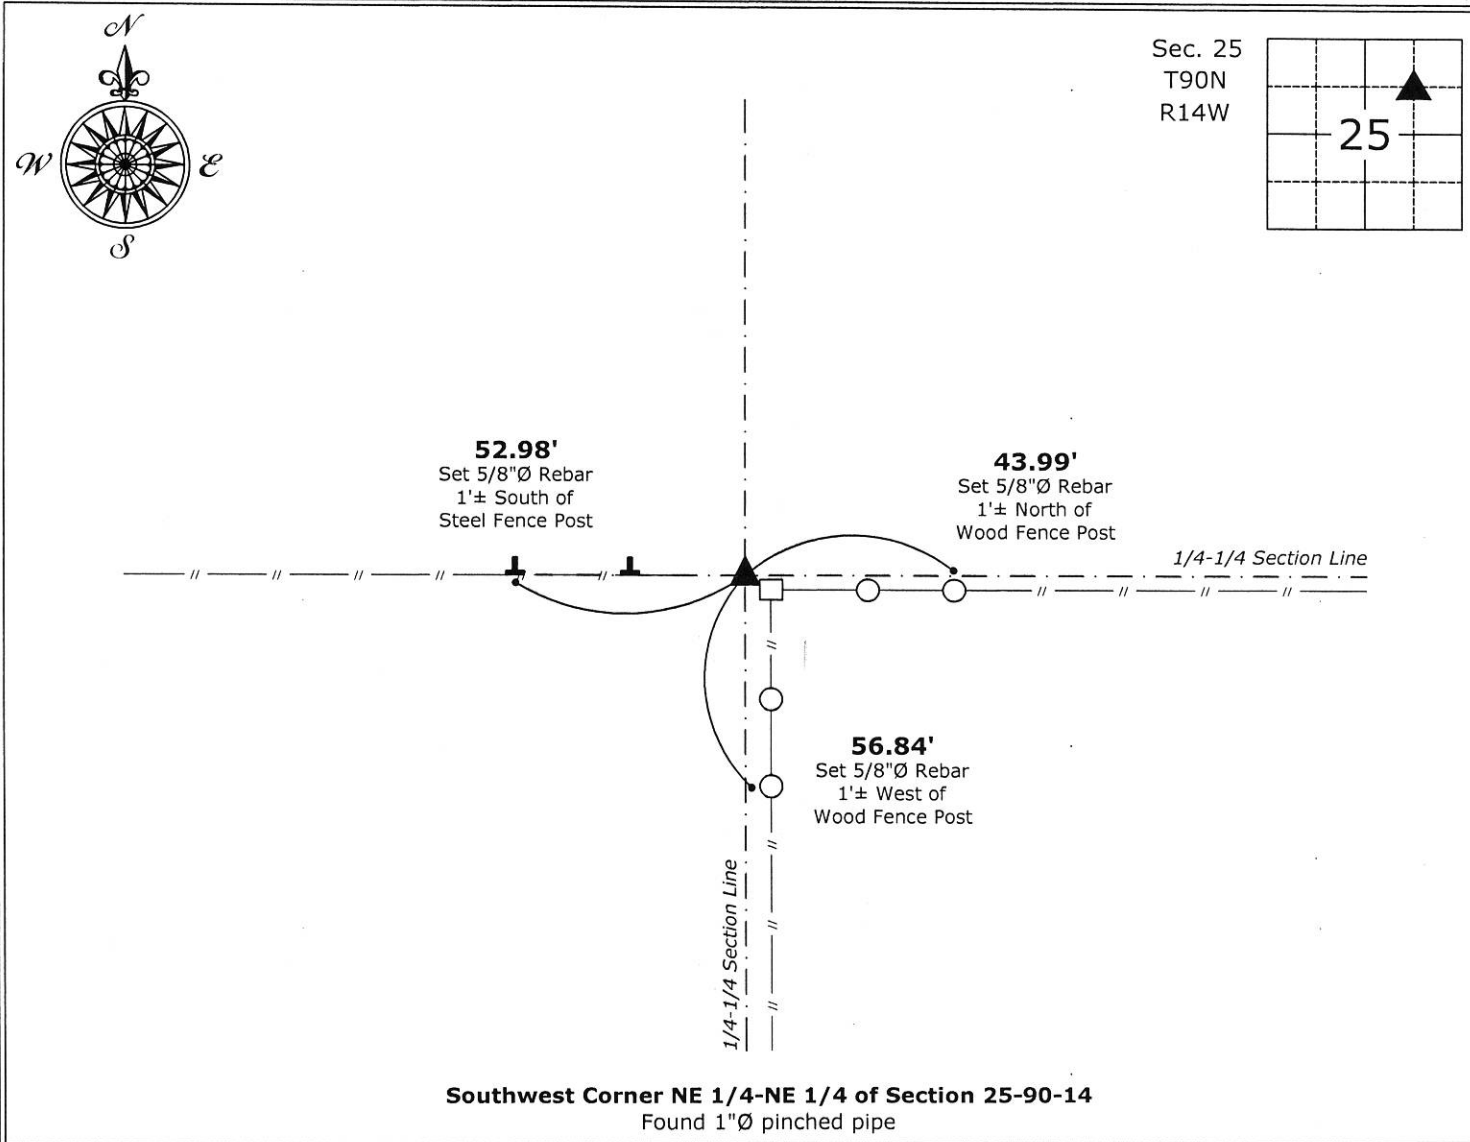 N
W
E
S
Sec. 25
T90N
R14W
25
52.98'
Set 5/8"Ø Rebar
1'± South of
Steel Fence Post
43.99'
Set 5/8"Ø Rebar
1'± North of
Wood Fence Post
1/4-1/4 Section Line
56.84'
Set 5/8"Ø Rebar
1'± West of
Wood Fence Post
1/4-1/4 Section Line
Southwest Corner NE 1/4-NE 1/4 of Section 25-90-14
Found 1"Ø pinched pipe